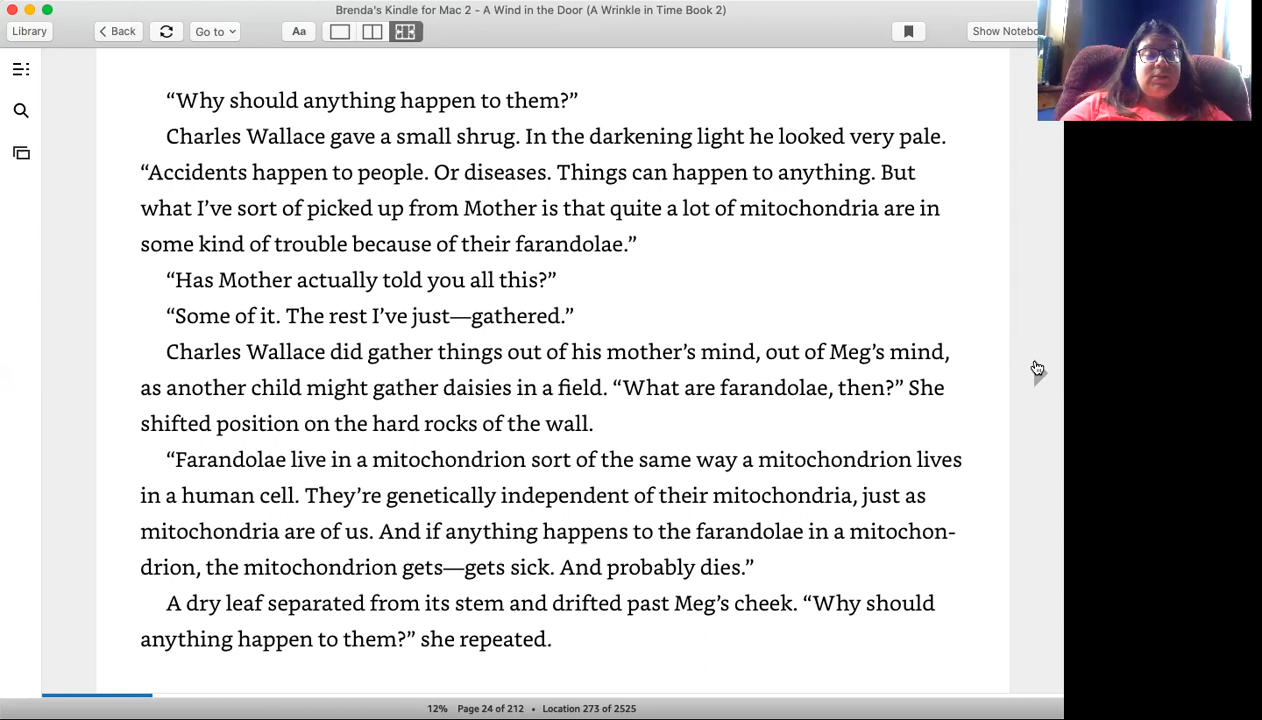 Brenda's Kindle for Mac 2 - A Wind in the Door (A Wrinkle in Time Book 2)
Library
Back
Go to
Aa
Show Notebo
“Why should anything happen to them?”
Charles Wallace gave a small shrug. In the darkening light he looked very pale.
“Accidents happen to people. Or diseases. Things can happen to anything. But
what I’ve sort of picked up from Mother is that quite a lot of mitochondria are in
some kind of trouble because of their farandolae.”
“Has Mother actually told you all this?”
“Some of it. The rest I’ve just—gathered.”
Charles Wallace did gather things out of his mother’s mind, out of Meg’s mind,
as another child might gather daisies in a field. “What are farandolae, then?” She
shifted position on the hard rocks of the wall.
“Farandolae live in a mitochondrion sort of the same way a mitochondrion lives
in a human cell. They’re genetically independent of their mitochondria, just as
mitochondria are of us. And if anything happens to the farandolae in a mitochon-
drion, the mitochondrion gets—gets sick. And probably dies.”
A dry leaf separated from its stem and drifted past Meg’s cheek. “Why should
anything happen to them?” she repeated.
12% Page 24 of 212 • Location 273 of 2525